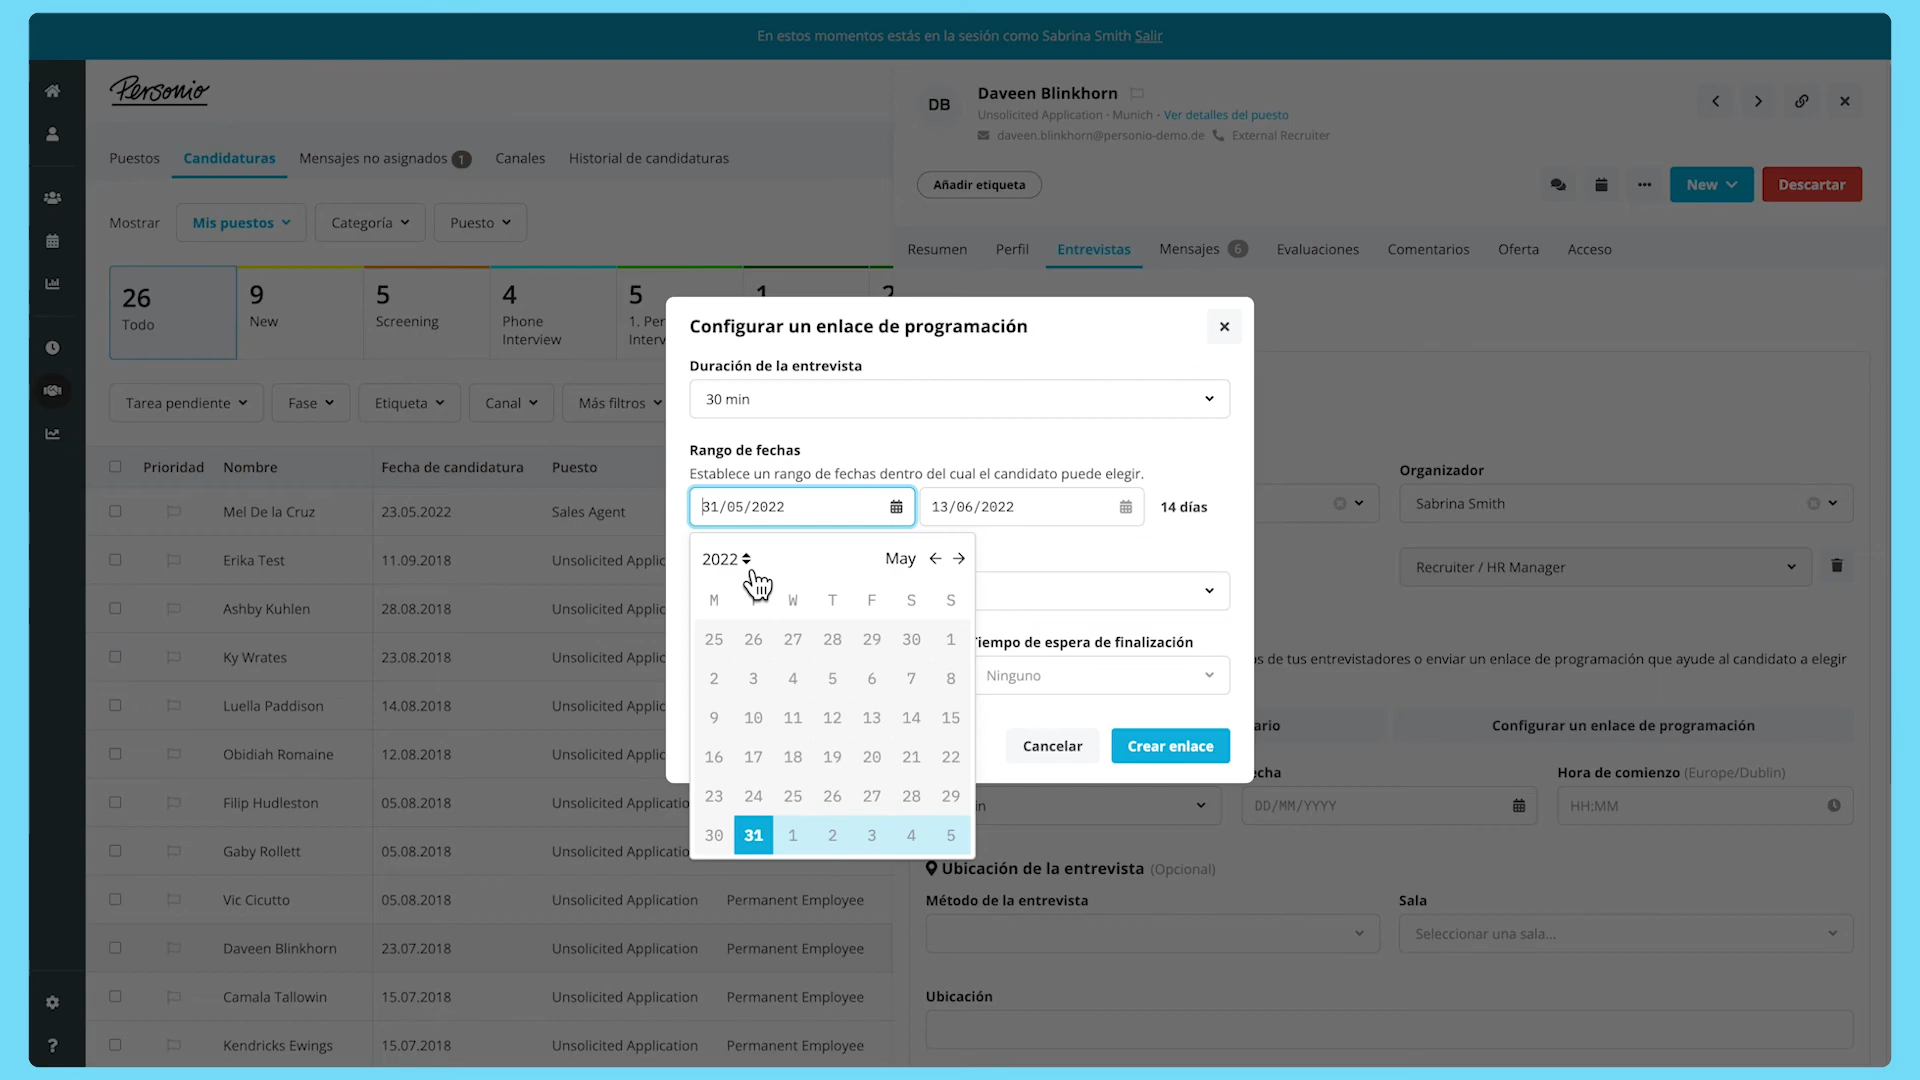 En estos momentos estás en la sesión como Sabrina Smith Salir
Personio
Puestos Candidaturas Mensajes no asignados 1 Canales Historial de candidaturas
Mostrar Mis puestos Categoría Puesto
26 Todo
9 New
5 Screening
4 Phone Interview
5 1. Per Interv
1
2
Tarea pendiente Fase Etiqueta Canal Más filtros
Prioridad Nombre Fecha de candidatura Puesto
Mel De la Cruz 23.05.2022 Sales Agent
Erika Test 11.09.2018 Unsolicited Applic
Ashby Kuhlen 28.08.2018 Unsolicited Applic
Ky Wrates 23.08.2018 Unsolicited Applic
Luella Paddison 14.08.2018 Unsolicited Applic
Obidiah Romaine 12.08.2018 Unsolicited Applic
Filip Hudleston 05.08.2018 Unsolicited Applicatio
Gaby Rollett 05.08.2018 Unsolicited Applicatio
Vic Cicutto 05.08.2018 Unsolicited Application Permanent Employee
Daveen Blinkhorn 23.07.2018 Unsolicited Application Permanent Employee
Camala Tallowin 15.07.2018 Unsolicited Application Permanent Employee
Kendricks Ewings 15.07.2018 Unsolicited Application Permanent Employee
DB Daveen Blinkhorn
Unsolicited Application · Munich · Ver detalles del puesto
daveen.blinkhorn@personio-demo.de External Recruiter
Añadir etiqueta New Descartar
Resumen Perfil Entrevistas Mensajes 6 Evaluaciones Comentarios Oferta Acceso
Configurar un enlace de programación
Duración de la entrevista
30 min
Rango de fechas
Establece un rango de fechas dentro del cual el candidato puede elegir.
31/05/2022 13/06/2022 14 días
2022 May
M W T F S S
25 26 27 28 29 30 1
2 3 4 5 6 7 8
9 10 11 12 13 14 15
16 17 18 19 20 21 22
23 24 25 26 27 28 29
30 31 1 2 3 4 5
Tiempo de espera de finalización
Ninguno
Cancelar Crear enlace
Organizador
Sabrina Smith
Recruiter / HR Manager
os de tus entrevistadores o enviar un enlace de programación que ayude al candidato a elegir
ario Configurar un enlace de programación
echa Hora de comienzo (Europe/Dublin)
in DD/MM/YYYY HH:MM
Ubicación de la entrevista (Opcional)
Método de la entrevista Sala
Seleccionar una sala...
Ubicación